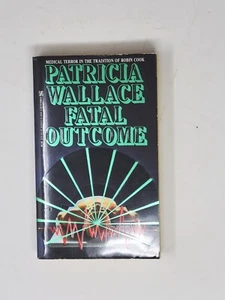 MEDICAL TERROR IN THE TRADITION OF ROBIN COOK
PATRICIA
WALLACE
FATAL
OUTCOME